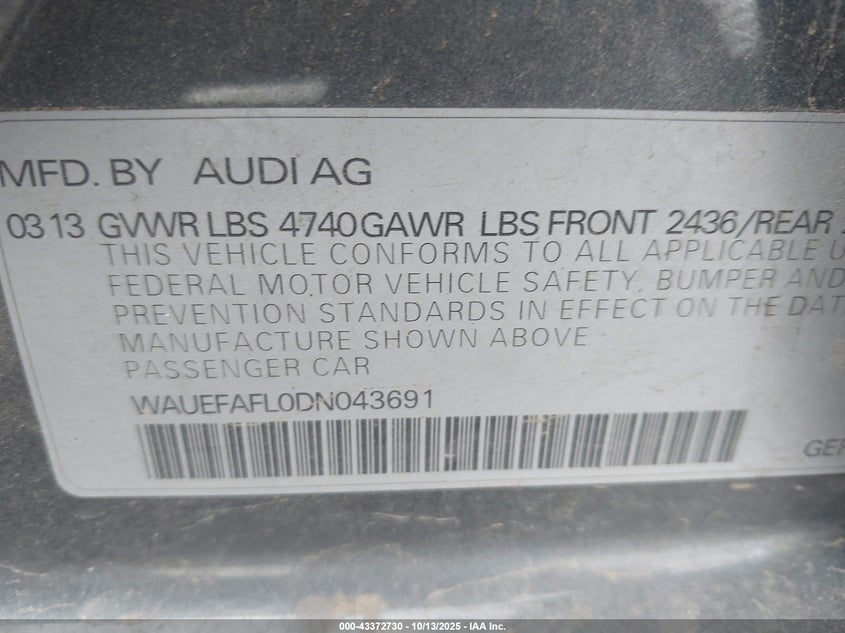 MFD. BY AUDI AG
03 13 GVWR LBS 4740 GAWR LBS FRONT 2436/REAR
THIS VEHICLE CONFORMS TO ALL APPLICABLE U
FEDERAL MOTOR VEHICLE SAFETY, BUMPER AND
PREVENTION STANDARDS IN EFFECT ON THE DAT
MANUFACTURE SHOWN ABOVE
PASSENGER CAR
WAUEFAFL0DN043691
GER
000-43372730 - 10/13/2025 - IAA Inc.